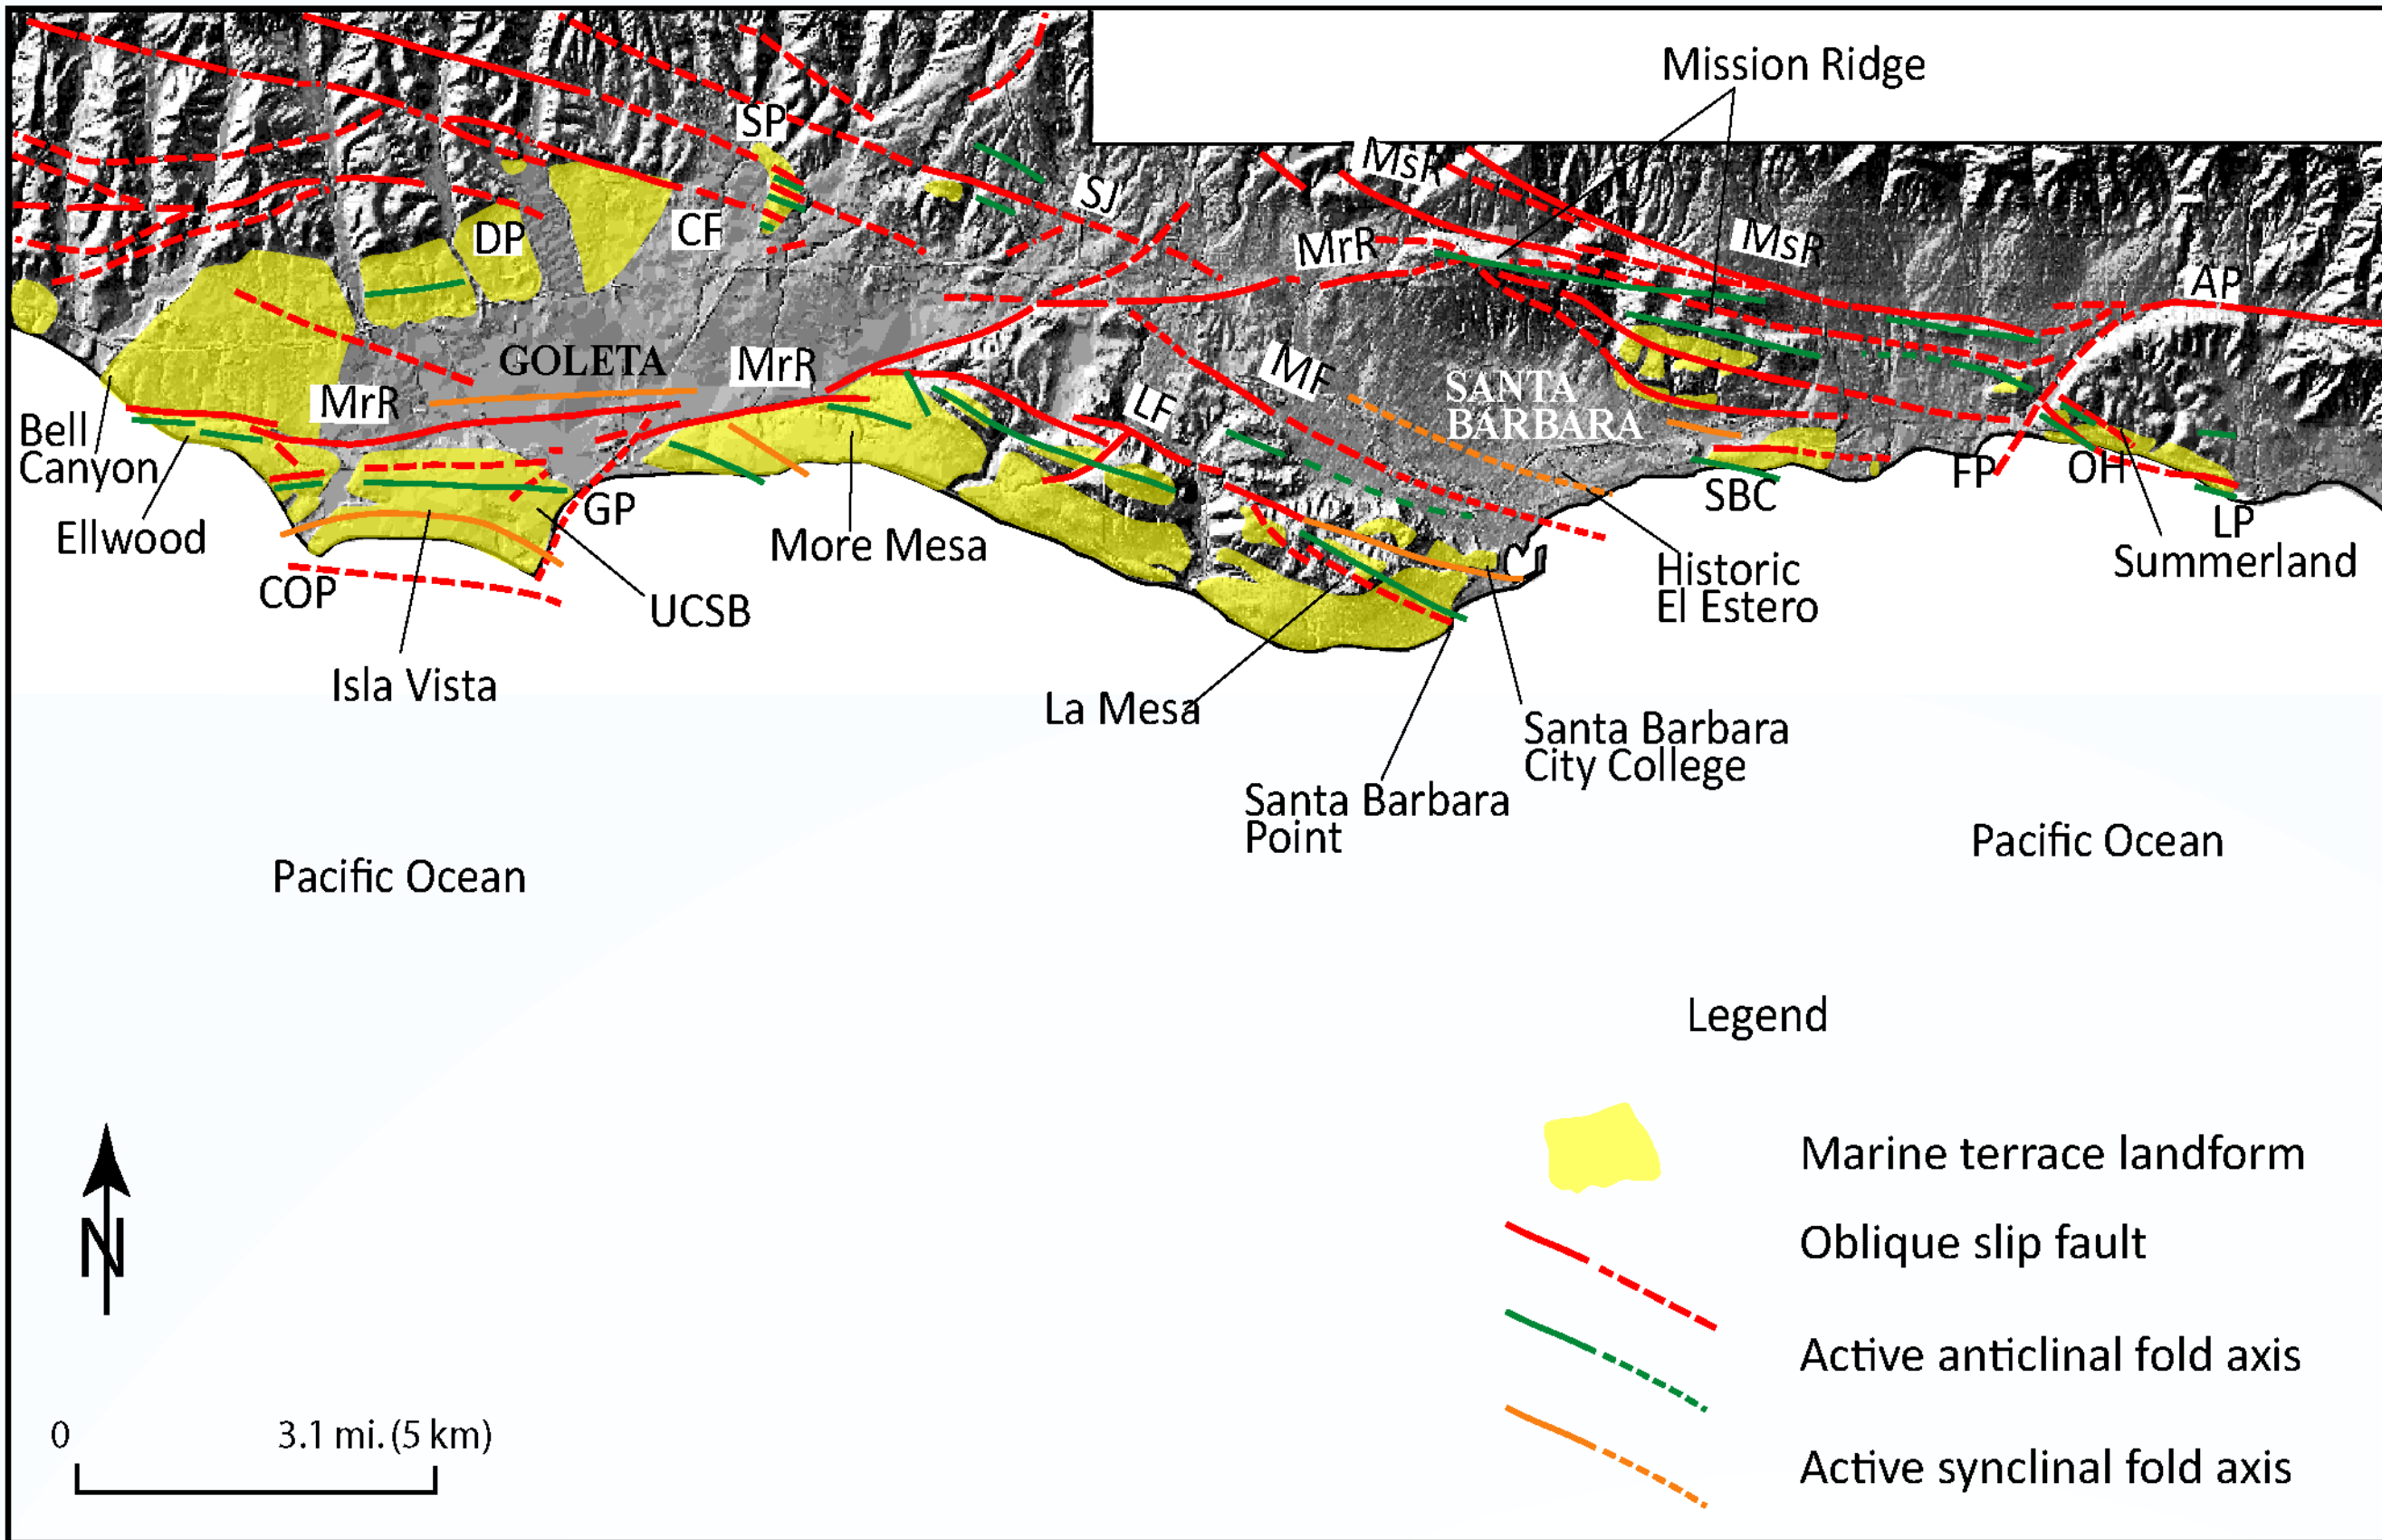 Mission Ridge
SP
MsR
SJ
DP
CF
MrR
MsR
AP
GOLETA
MrR
MrR
MF
SANTA
BARBARA
LF
Bell
Canyon
Ellwood
GP
SBC
FP
OH
LP
More Mesa
Summerland
COP
UCSB
Historic
El Estero
Isla Vista
La Mesa
Santa Barbara
City College
Santa Barbara
Point
Pacific Ocean
Pacific Ocean
Legend
Marine terrace landform
N
Oblique slip fault
Active anticlinal fold axis
0
3.1 mi. (5 km)
Active synclinal fold axis